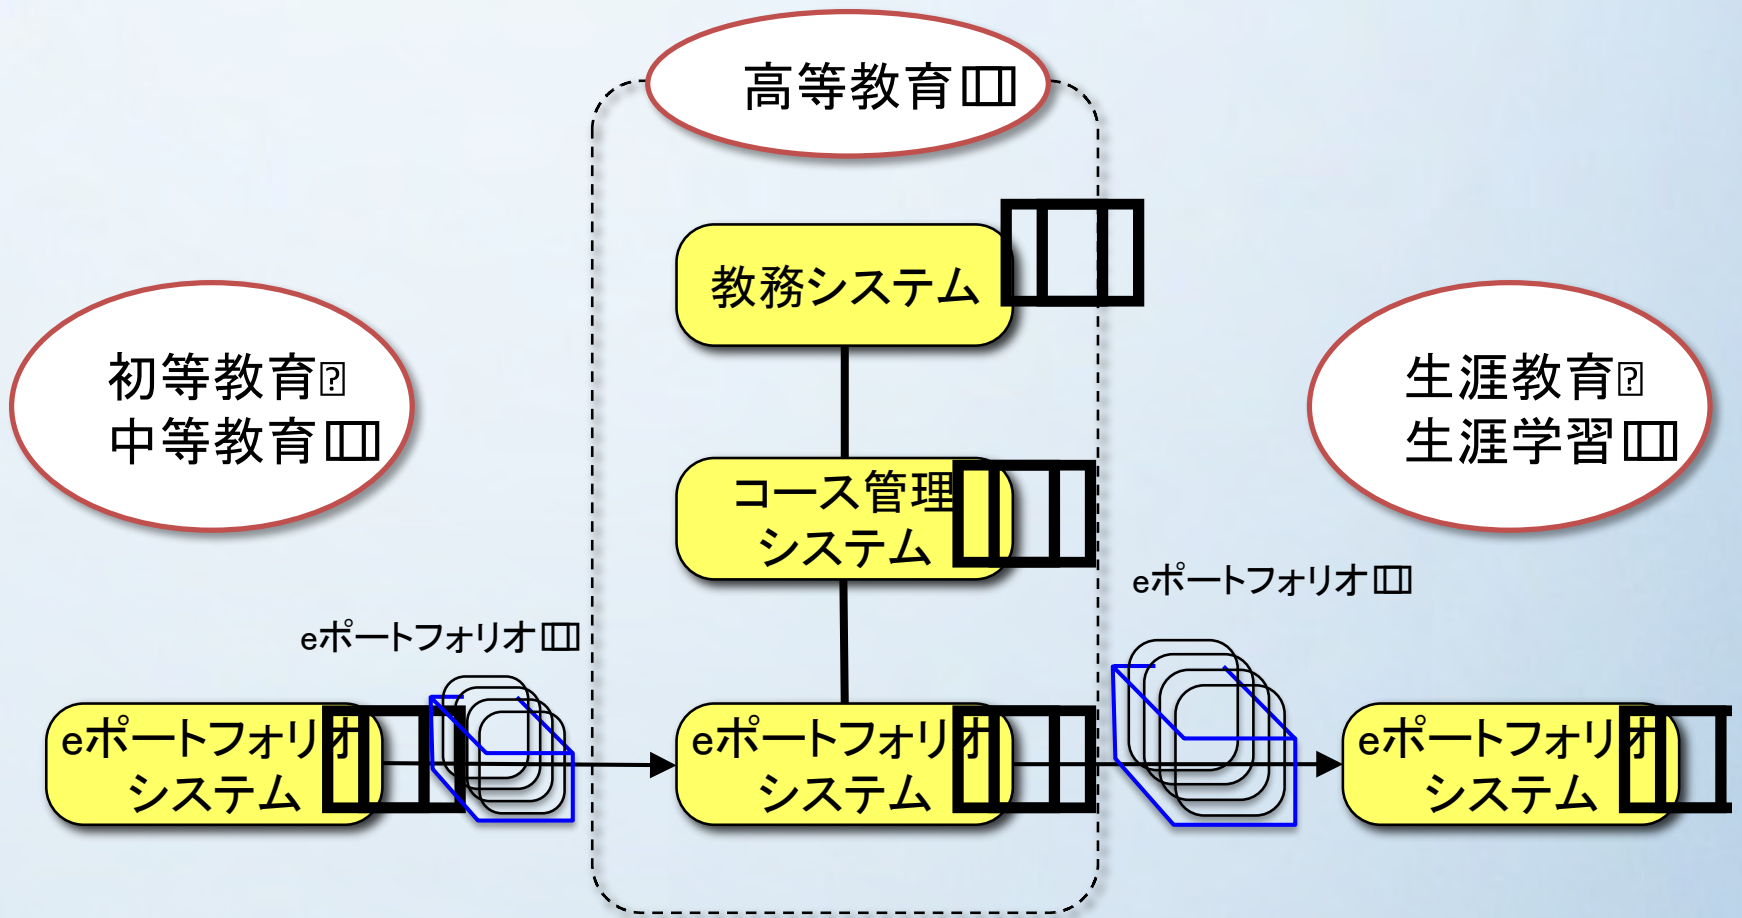 高等教育
教務システム
初等教育
中等教育
生涯教育
生涯学習
コース管理
システム
eポートフォリオ
eポートフォリオ
eポートフォリオ
システム
eポートフォリオ
システム
eポートフォリオ
システム